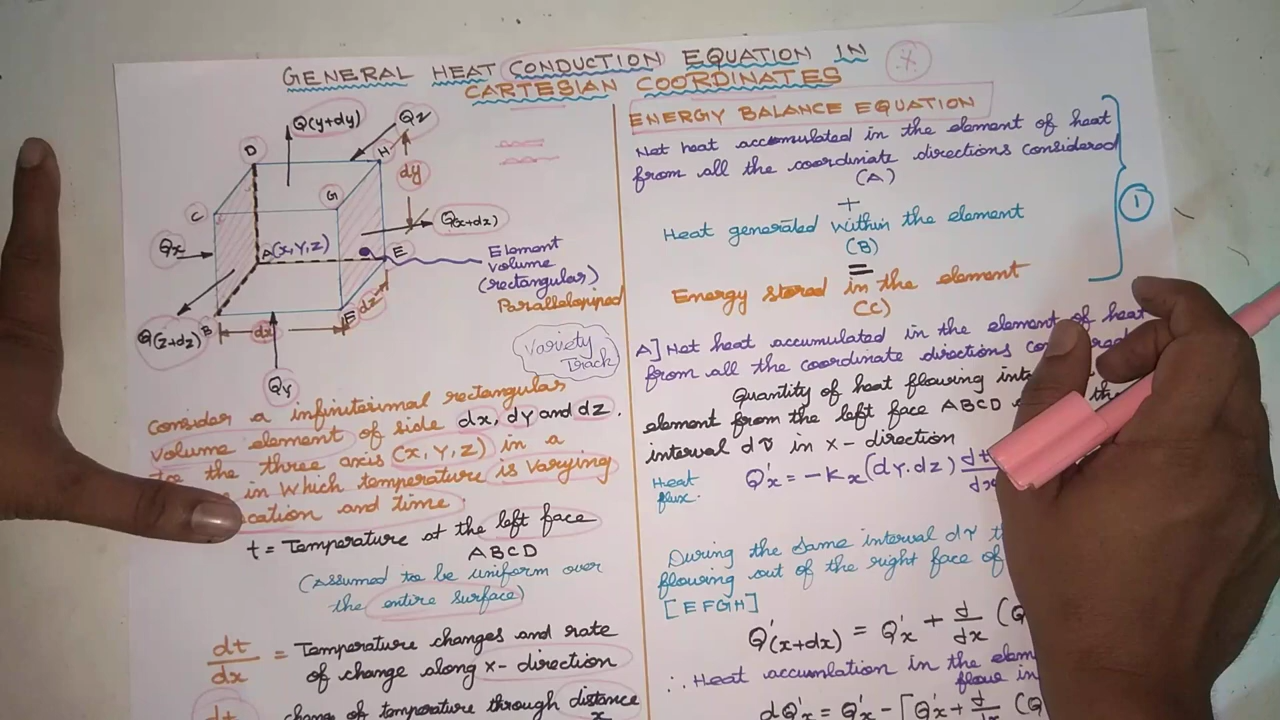 GENERAL HEAT CONDUCTION EQUATION IN
CARTESIAN COORDINATES
Q(y+dy)
Qz
D
H
dy
G
C
Q(x+dx)
Qx
A(x,y,z)
E
Element
volume
(rectangular)
Parallelopiped
dz
F
B
dx
Q(z+dz)
Qy
Variety
Track
Consider a infinitesimal rectangular
volume element of side dx, dy and dz.
the three axis (x, y, z) in a
in which temperature is varying
cation and time.
t = Temperature at the left face
ABCD
(Assumed to be uniform over
the entire surface)
dt/dx = Temperature changes and rate
of change along x-direction
change of temperature through distance
x
ENERGY BALANCE EQUATION
Net heat accumulated in the element of heat
from all the coordinate directions considered
(A)
+
Heat generated within the element
(B)
=
Energy stored in the element
(C)
1
A] Net heat accumulated in the element of heat
from all the coordinate directions
Quantity of heat flowing
element from the left face ABCD
interval dτ in x-direction
Heat
flux.
Q'x = -Kx (dy.dz) dt/dx
During the same interval dτ
flowing out of the right face of
[EFGH]
Q'(x+dx) = Q'x + d/dx (Q
∴ Heat accumlation in the elem
flow in
dQ'x = Q'x - [Q'x + d/dx (Q